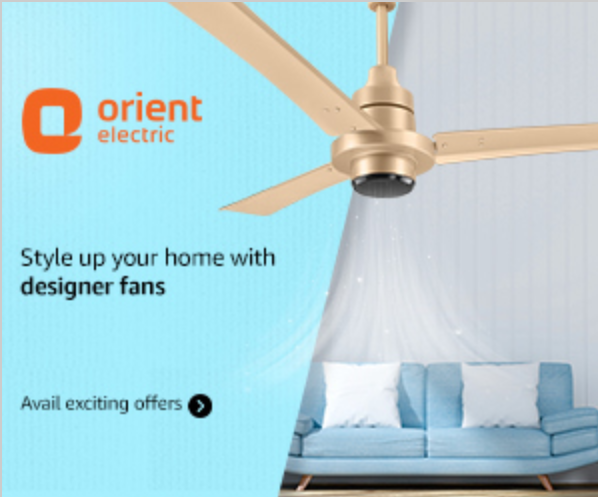 orient
electric
Style up your home with
designer fans
Avail exciting offers